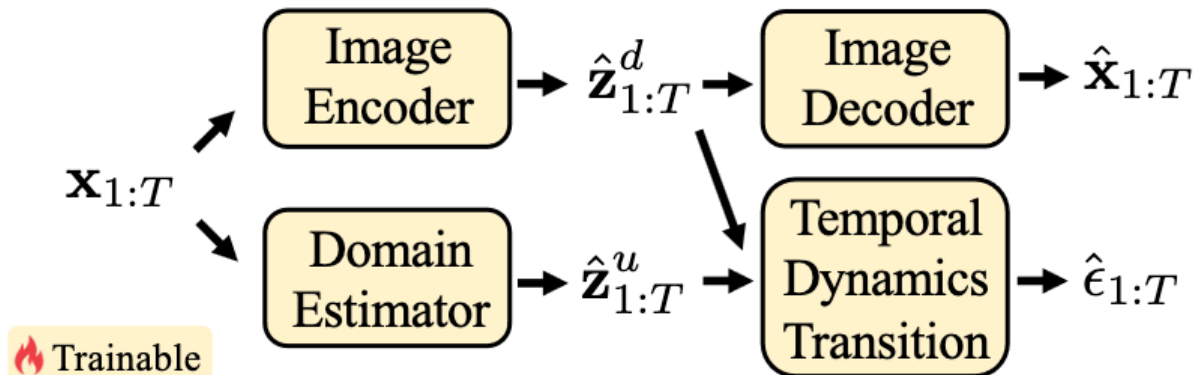 Image
Encoder
ẑ^d_{1:T}
Image
Decoder
x̂_{1:T}
x_{1:T}
Domain
Estimator
ẑ^u_{1:T}
Temporal
Dynamics
Transition
ε̂_{1:T}
Trainable